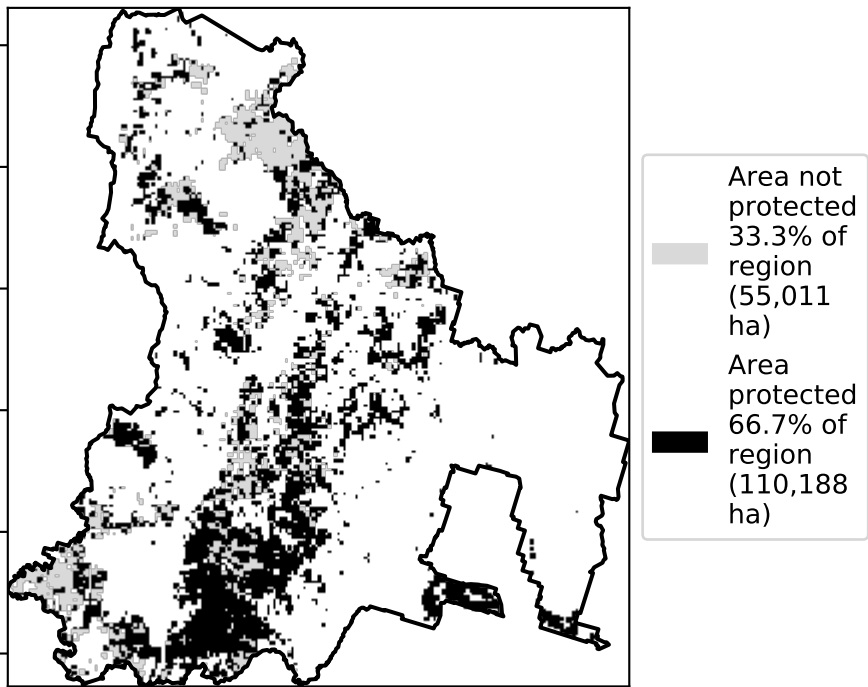 Area not
protected
33.3% of
region
(55,011
ha)
Area
protected
66.7% of
region
(110,188
ha)